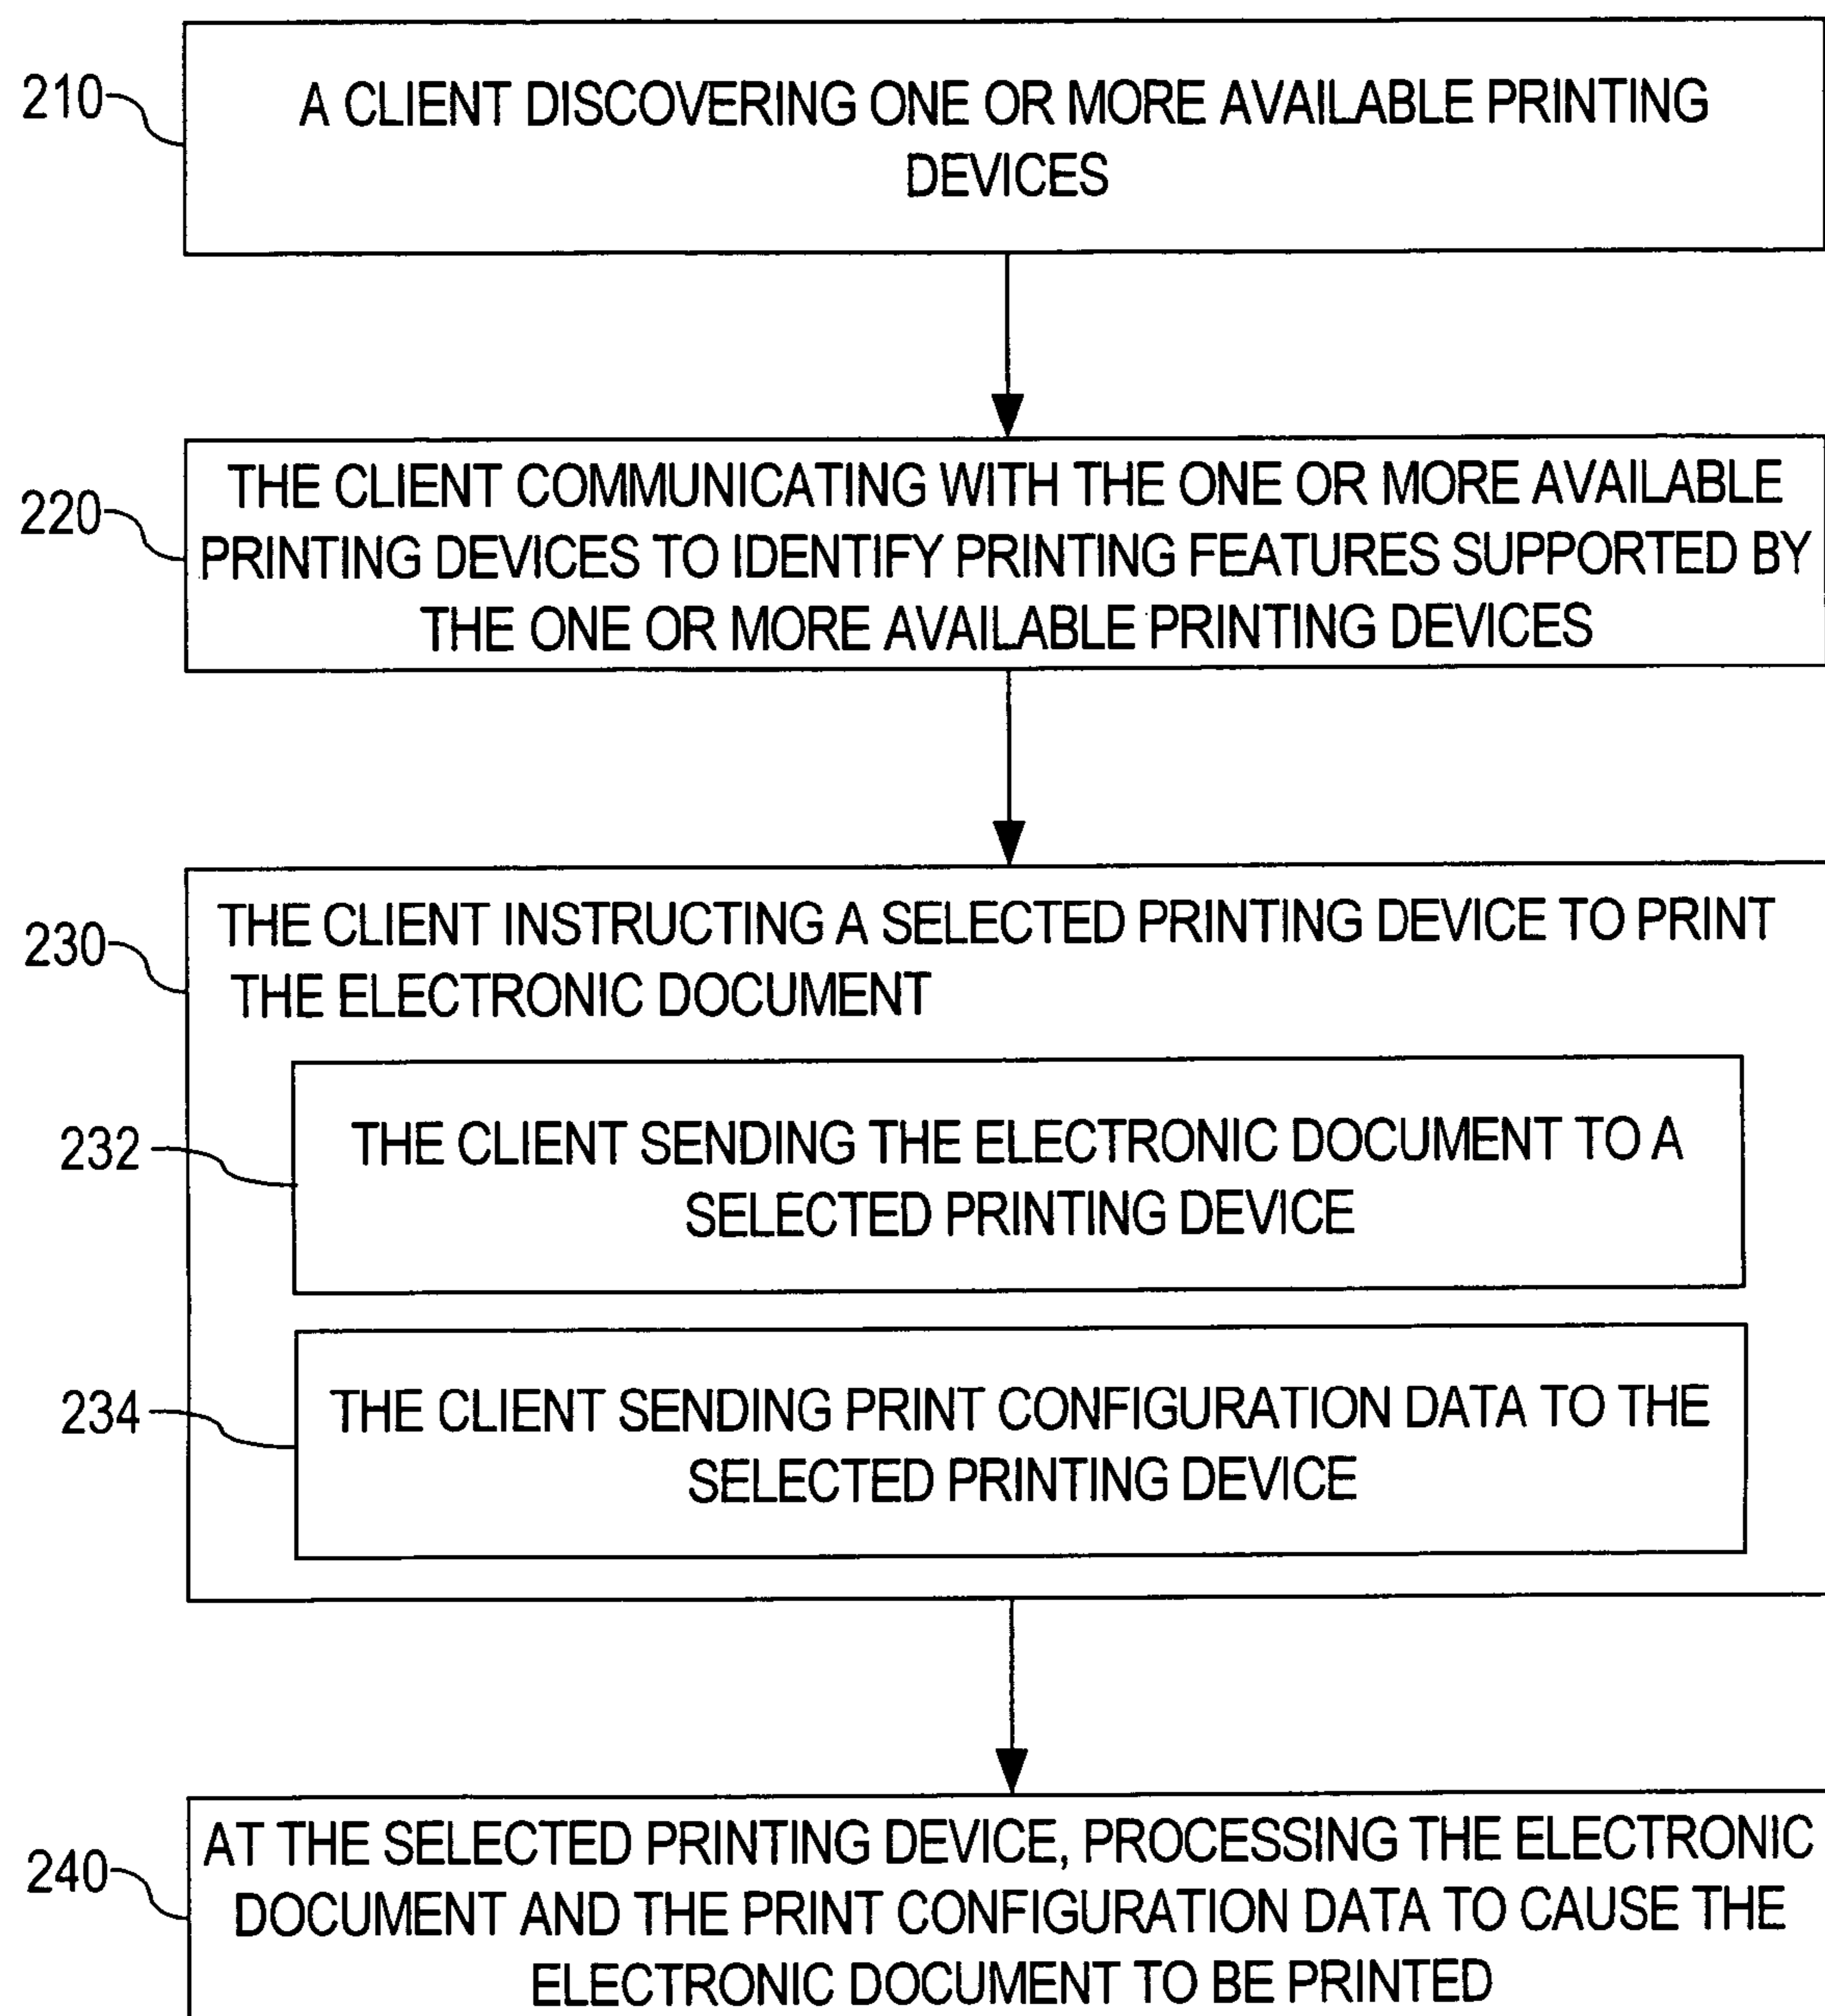 210
A CLIENT DISCOVERING ONE OR MORE AVAILABLE PRINTING
DEVICES
220
THE CLIENT COMMUNICATING WITH THE ONE OR MORE AVAILABLE
PRINTING DEVICES TO IDENTIFY PRINTING FEATURES SUPPORTED BY
THE ONE OR MORE AVAILABLE PRINTING DEVICES
230
THE CLIENT INSTRUCTING A SELECTED PRINTING DEVICE TO PRINT
THE ELECTRONIC DOCUMENT
232
THE CLIENT SENDING THE ELECTRONIC DOCUMENT TO A
SELECTED PRINTING DEVICE
234
THE CLIENT SENDING PRINT CONFIGURATION DATA TO THE
SELECTED PRINTING DEVICE
240
AT THE SELECTED PRINTING DEVICE, PROCESSING THE ELECTRONIC
DOCUMENT AND THE PRINT CONFIGURATION DATA TO CAUSE THE
ELECTRONIC DOCUMENT TO BE PRINTED